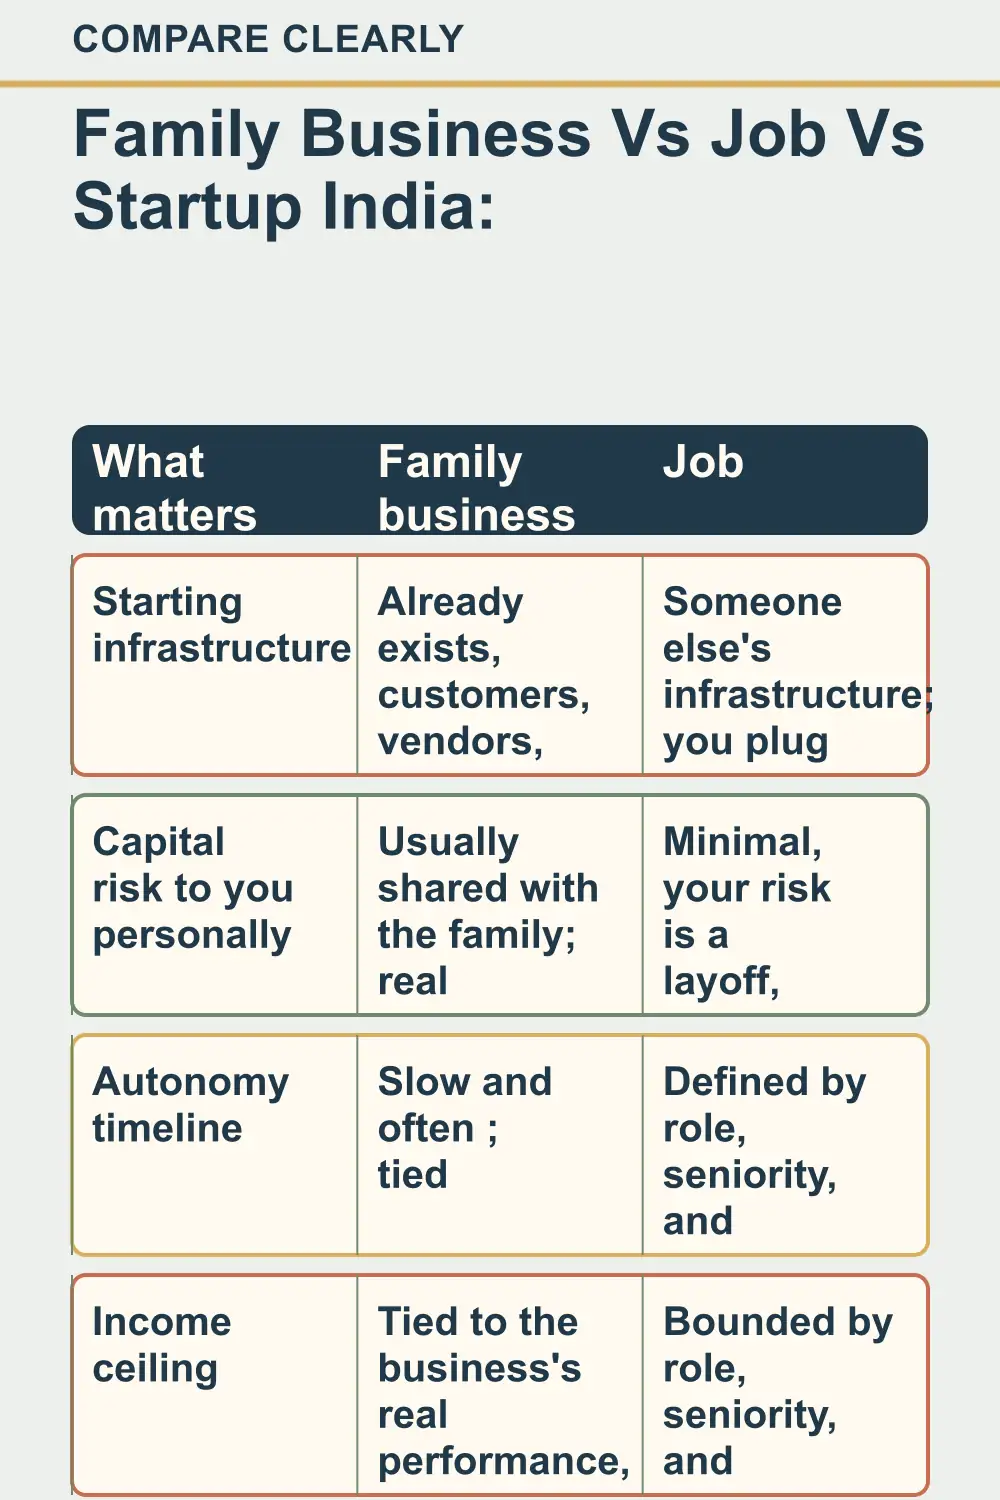 COMPARE CLEARLY
Family Business Vs Job Vs
Startup India:
What
matters
Family
business
Job
Starting
infrastructure
Already
exists,
customers,
vendors,
Someone
else's
infrastructure;
you plug
Capital
risk to you
personally
Usually
shared with
the family;
real
Minimal,
your risk
is a
layoff,
Autonomy
timeline
Slow and
often ;
tied
Defined by
role,
seniority,
and
Income
ceiling
Tied to the
business's
real
performance,
Bounded by
role,
seniority,
and